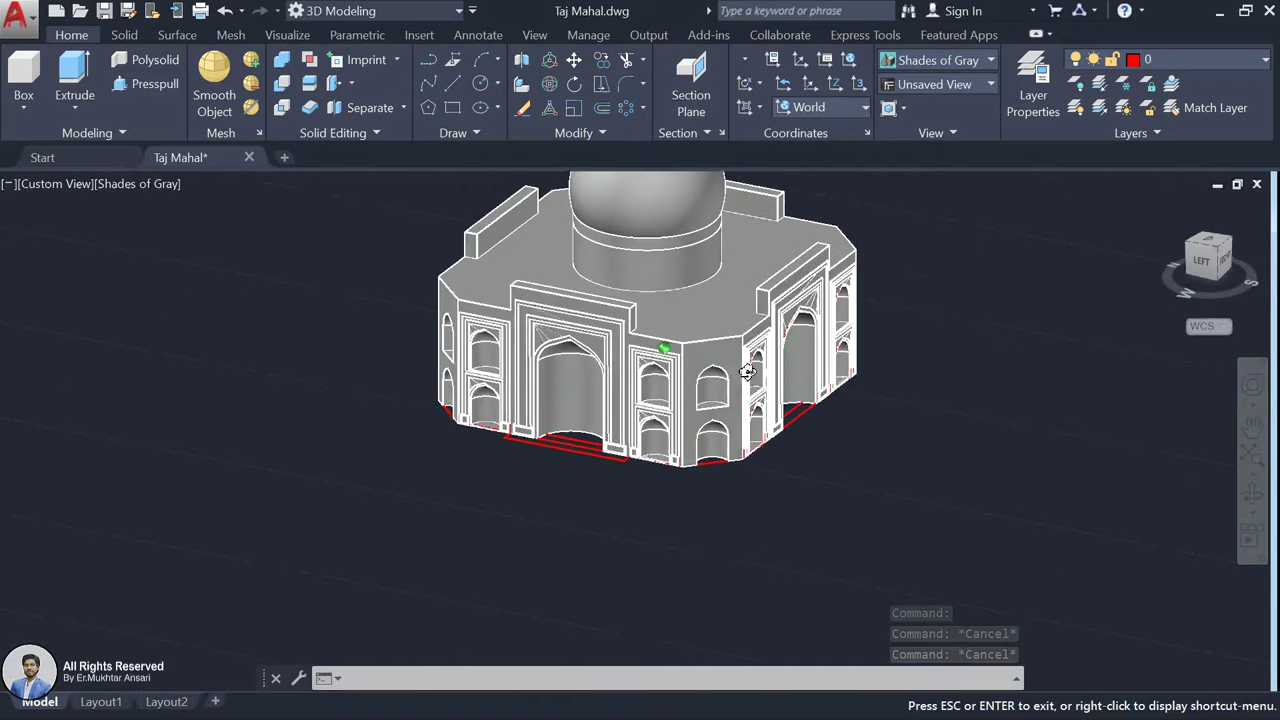 3D Modeling
Taj Mahal.dwg
Type a keyword or phrase
Sign In
Home
Solid
Surface
Mesh
Visualize
Parametric
Insert
Annotate
View
Manage
Output
Add-ins
Collaborate
Express Tools
Featured Apps
Box
Extrude
Polysolid
Presspull
Smooth
Object
Imprint
Separate
Section
Plane
World
Shades of Gray
Unsaved View
Layer
Properties
0
Match Layer
Modeling
Mesh
Solid Editing
Draw
Modify
Section
Coordinates
View
Layers
Start
Taj Mahal*
[−][Custom View][Shades of Gray]
LEFT
W
S
WCS
Command:
Command: *Cancel*
Command: *Cancel*
All Rights Reserved
By Er.Mukhtar Ansari
Model
Layout1
Layout2
Press ESC or ENTER to exit, or right-click to display shortcut-menu.